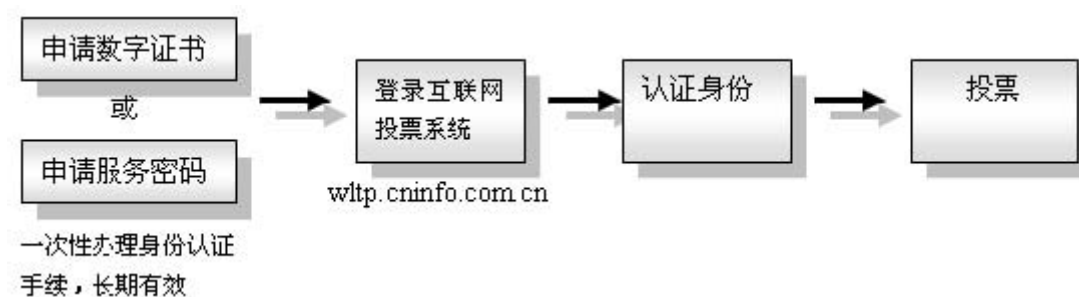 申请数字证书
或
申请服务密码
一次性办理身份认证
手续，长期有效
登录互联网
投票系统
wltp.cninfo.com.cn
认证身份
投票